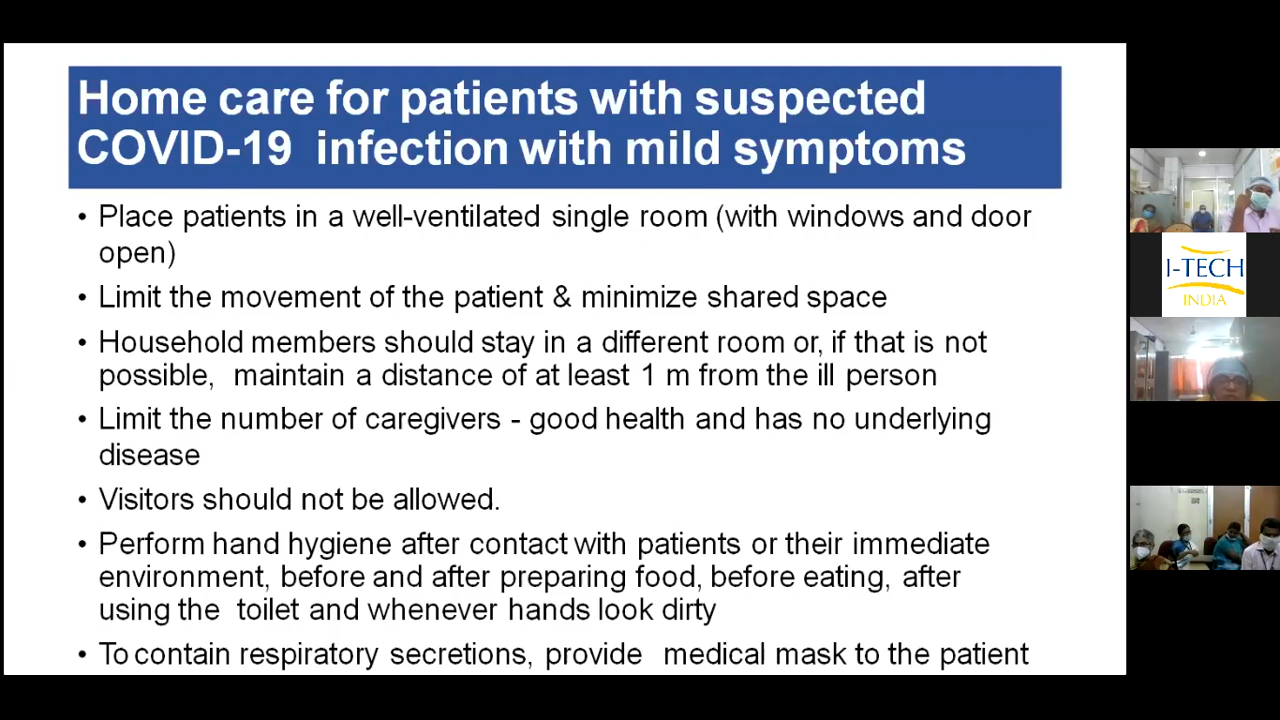 Home care for patients with suspected
COVID-19 infection with mild symptoms
• Place patients in a well-ventilated single room (with windows and door
open)
• Limit the movement of the patient & minimize shared space
• Household members should stay in a different room or, if that is not
possible, maintain a distance of at least 1 m from the ill person
• Limit the number of caregivers - good health and has no underlying
disease
• Visitors should not be allowed.
• Perform hand hygiene after contact with patients or their immediate
environment, before and after preparing food, before eating, after
using the toilet and whenever hands look dirty
• To contain respiratory secretions, provide medical mask to the patient
I-TECH
INDIA